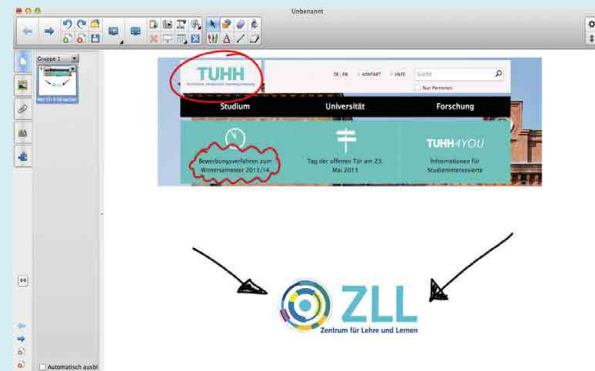 Unbenannt
Gruppe 1
TUHH
DE | EN
KONTAKT
HILFE
Suche
Nur Personen
Studium
Universität
Forschung
TUHH4YOU
Bewerbungsverfahren zum
Wintersemester 2013/14
Tag der offenen Tür am 23.
Mai 2013
Informationen für
Studieninteressierte
ZLL
Zentrum für Lehre und Lernen
Automatisch ausbl